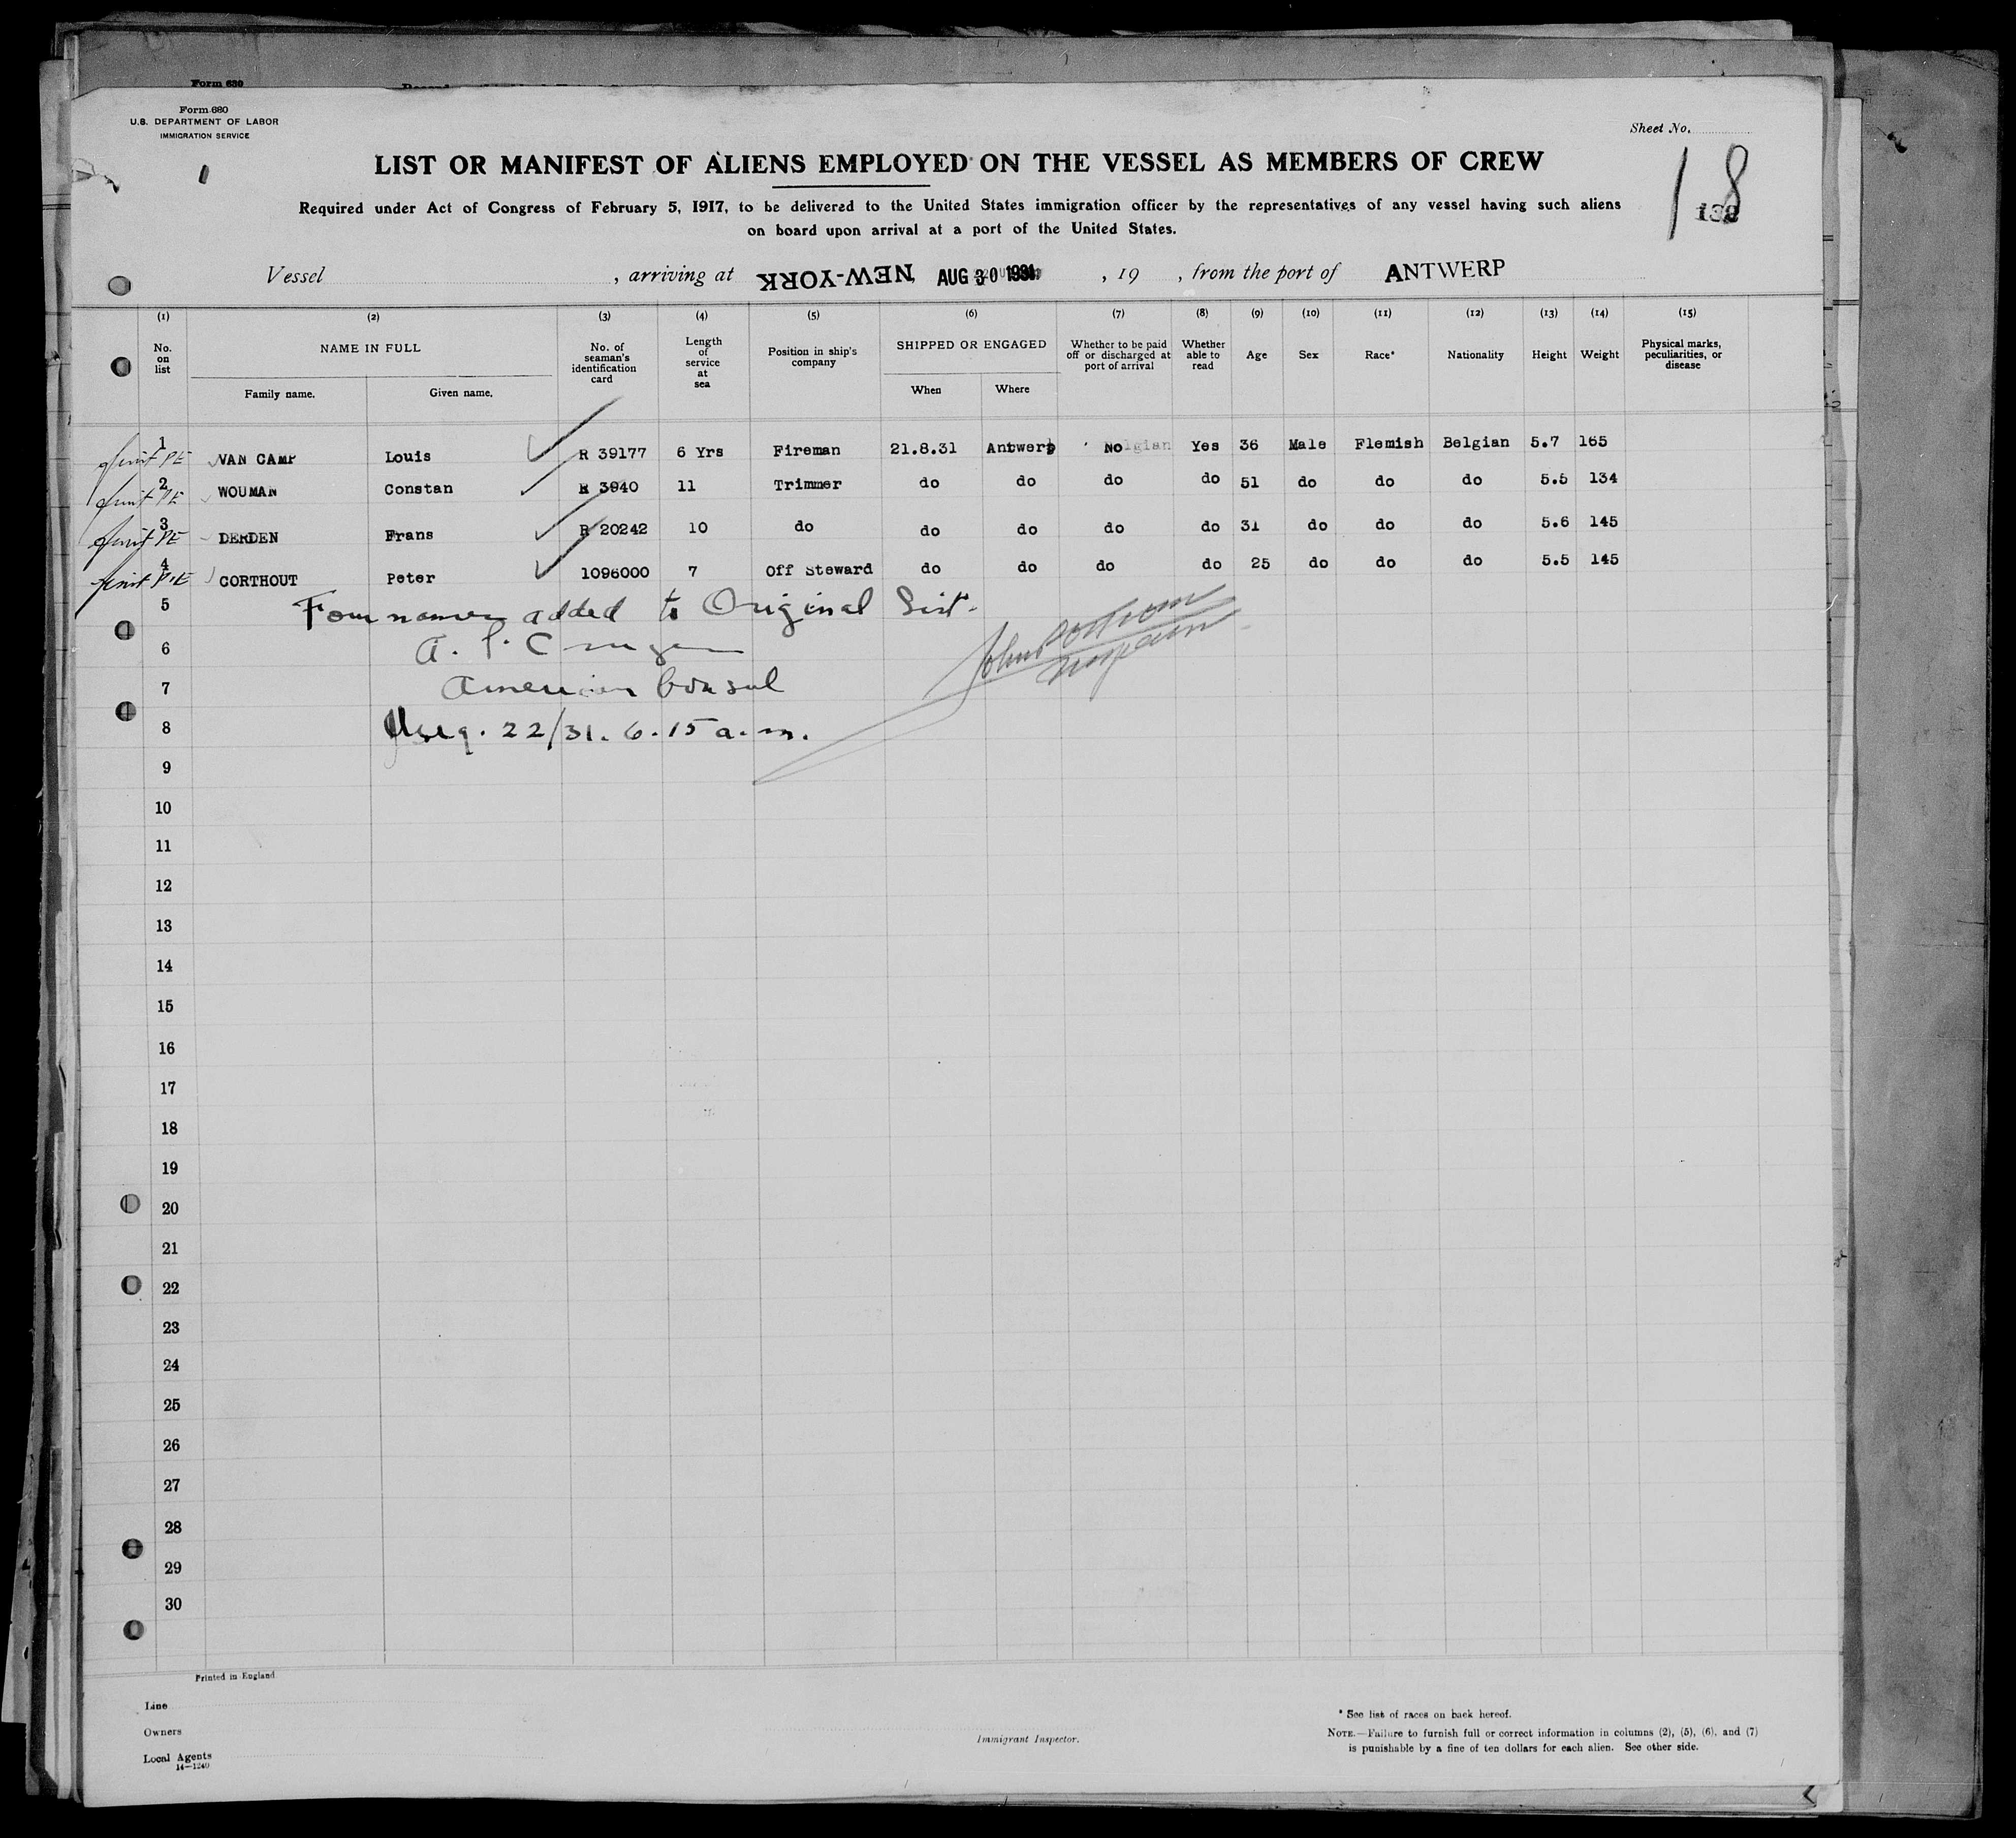 Form 630
Form 680
U.S. DEPARTMENT OF LABOR
IMMIGRATION SERVICE
Sheet No.
18
LIST OR MANIFEST OF ALIENS EMPLOYED ON THE VESSEL AS MEMBERS OF CREW
Required under Act of Congress of February 5, 1917, to be delivered to the United States immigration officer by the representatives of any vessel having such aliens
on board upon arrival at a port of the United States.
Vessel , arriving at NEW-YORK, AUG 30 1931 , 19 , from the port of ANTWERP
(1) (2) (3) (4) (5) (6) (7) (8) (9) (10) (11) (12) (13) (14) (15)
No. on list NAME IN FULL Family name. Given name. No. of seaman's identification card Length of service at sea Position in ship's company SHIPPED OR ENGAGED When Where Whether to be paid off or discharged at port of arrival Whether able to read Age Sex Race* Nationality Height Weight Physical marks, peculiarities, or disease
1 VAN CAMP Louis R 39177 6 Yrs Fireman 21.8.31 Antwerp No Yes 36 Male Flemish Belgian 5.7 165
2 WOUMAN Constan R 3940 11 Trimmer do do do do 51 do do do 5.5 134
3 DERDEN Frans R 20242 10 do do do do do 31 do do do 5.6 145
4 CORTHOUT Peter 1096000 7 Off Steward do do do do 25 do do do 5.5 145
5 Four names added to Original List.
6 A.
7 American Consul
8 Aug. 22/31. 6.15 a.m.
9
10
11
12
13
14
15
16
17
18
19
20
21
22
23
24
25
26
27
28
29
30
Printed in England
Line
Owners
Local Agents
14—1240
Immigrant Inspector.
* See list of races on back hereof.
NOTE.—Failure to furnish full or correct information in columns (2), (5), (6), and (7)
is punishable by a fine of ten dollars for each alien. See other side.